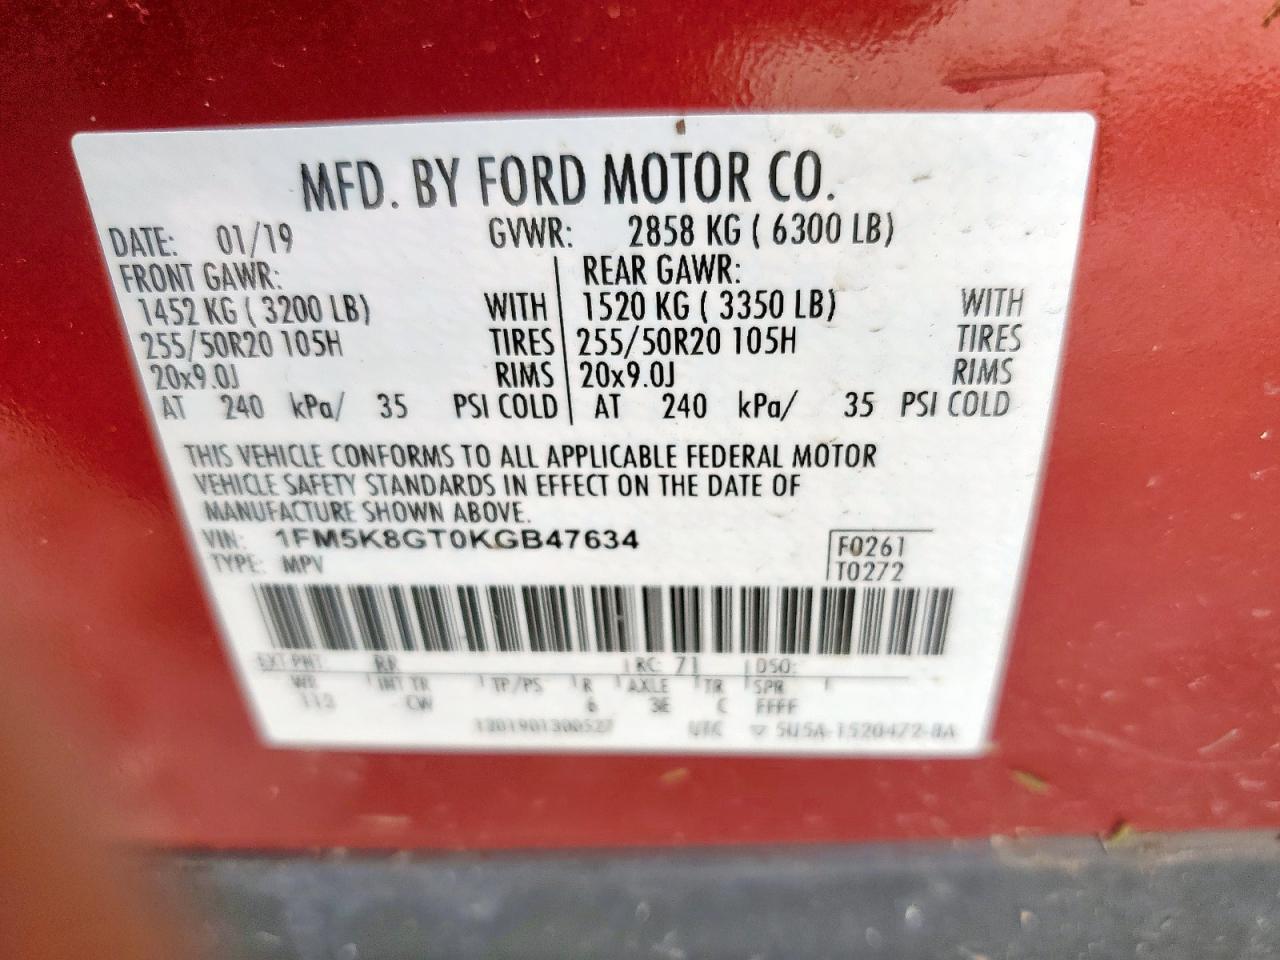 MFD. BY FORD MOTOR CO.
DATE: 01/19 GVWR: 2858 KG ( 6300 LB)
FRONT GAWR: REAR GAWR:
1452 KG ( 3200 LB) WITH 1520 KG ( 3350 LB) WITH
255/50R20 105H TIRES 255/50R20 105H TIRES
20x9.0J RIMS 20x9.0J RIMS
AT 240 kPa/ 35 PSI COLD AT 240 kPa/ 35 PSI COLD
THIS VEHICLE CONFORMS TO ALL APPLICABLE FEDERAL MOTOR
VEHICLE SAFETY STANDARDS IN EFFECT ON THE DATE OF
MANUFACTURE SHOWN ABOVE.
VIN: 1FM5K8GT0KGB47634 F0261
TYPE: MPV T0272
EXT PNT: RR RC: 71 DSO:
WB INT TR TP/PS R AXLE TR SPR
CW 6 3E C FFFF
1201901300527 UTC ▽ 5U5A-1520472-BA